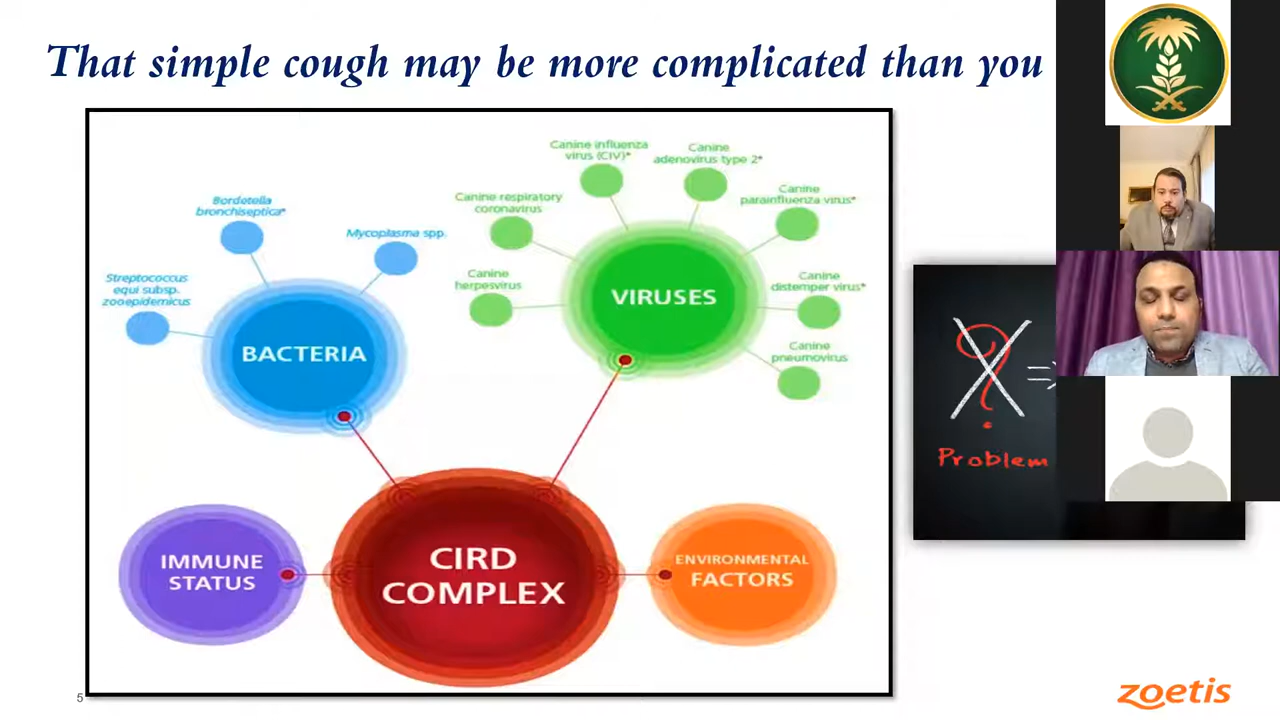 That simple cough may be more complicated than you
Canine influenza
virus (CIV)*
Canine
adenovirus type 2*
Canine
parainfluenza virus*
Canine respiratory
coronavirus
Canine
herpesvirus
Canine
distemper virus*
Canine
pneumovirus
VIRUSES
Bordetella
bronchiseptica*
Mycoplasma spp.
Streptococcus
equi subsp.
zooepidemicus
BACTERIA
IMMUNE
STATUS
CIRD
COMPLEX
ENVIRONMENTAL
FACTORS
?
Problem
=>
5
zoetis